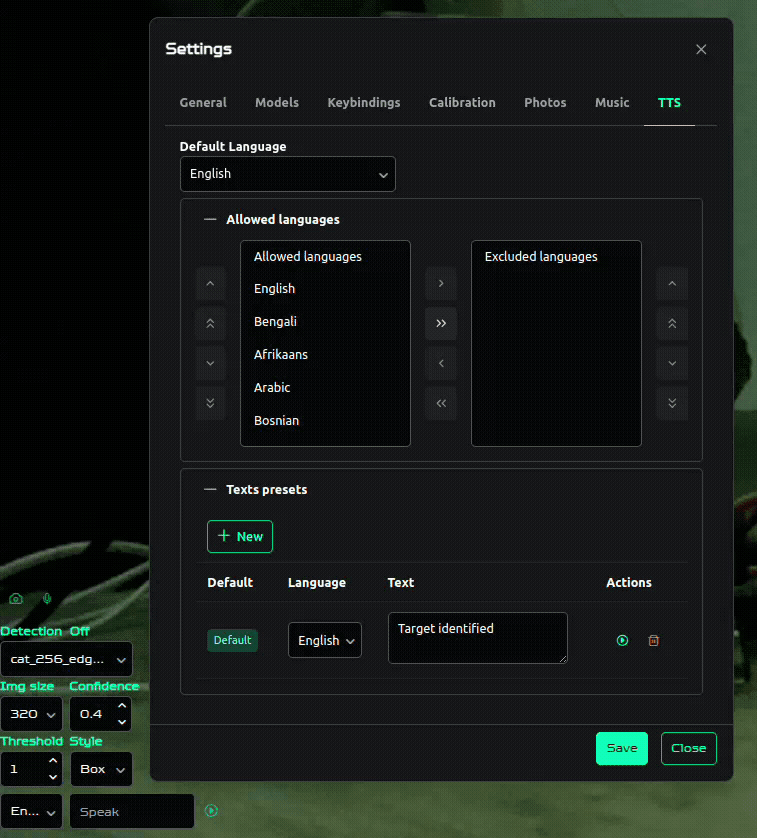 Settings
General Models Keybindings Calibration Photos Music TTS
Default Language
English
Allowed languages
Allowed languages
English
Bengali
Afrikaans
Arabic
Bosnian
Excluded languages
Texts presets
New
Default Language Text Actions
Default English Target identified
Save Close
Detection Off
cat_256_edg...
Img size Confidence
320 0.4
Threshold Style
1 Box
En... Speak